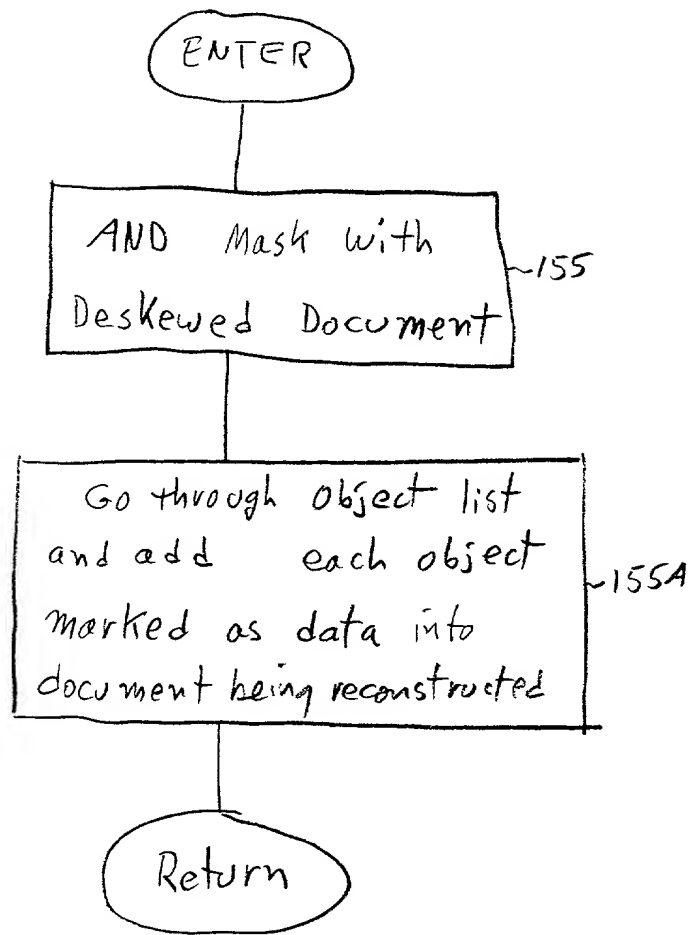 ENTER
AND Mask with
Deskewed Document
~155
Go through object list
and add each object
marked as data into
document being reconstructed
~155A
Return